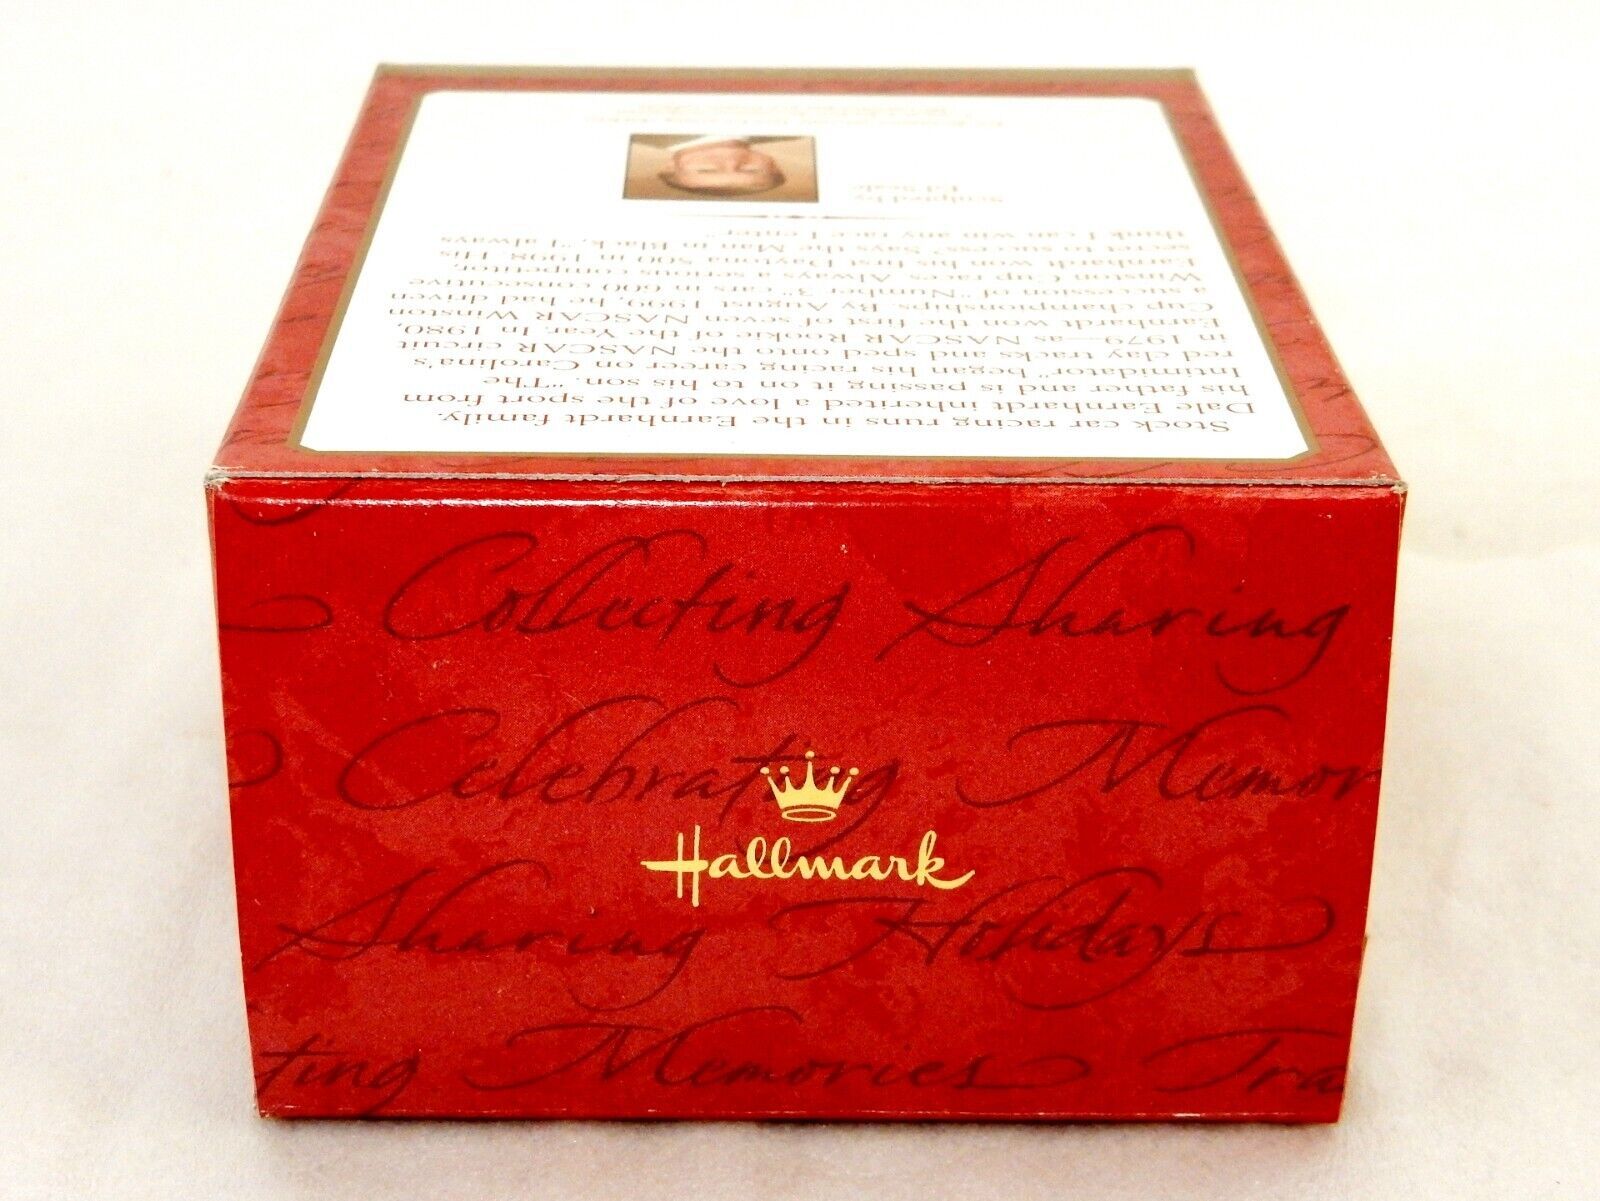 Stock car racing runs in the Earnhardt family.
Dale Earnhardt inherited a love of the sport from
his father and is passing it on to his son. "The
Intimidator" began his racing career on Carolina's
red clay tracks and sped onto the NASCAR circuit
in 1979—as NASCAR Rookie of the Year. In 1980,
Earnhardt won the first of seven NASCAR Winston
Cup championships. By August 1999, he had driven
a succession of "Number 3" cars in 600 consecutive
Winston Cup races. Always a serious competitor,
Earnhardt won his first Daytona 500 in 1998. His
secret to success? Says the Man in Black, "I always
think I can win any race I enter."
Sculpted by
Ed Seale
Collecting Sharing
Celebrating Memor
Hallmark
Sharing Holidays
ting Memories Tra